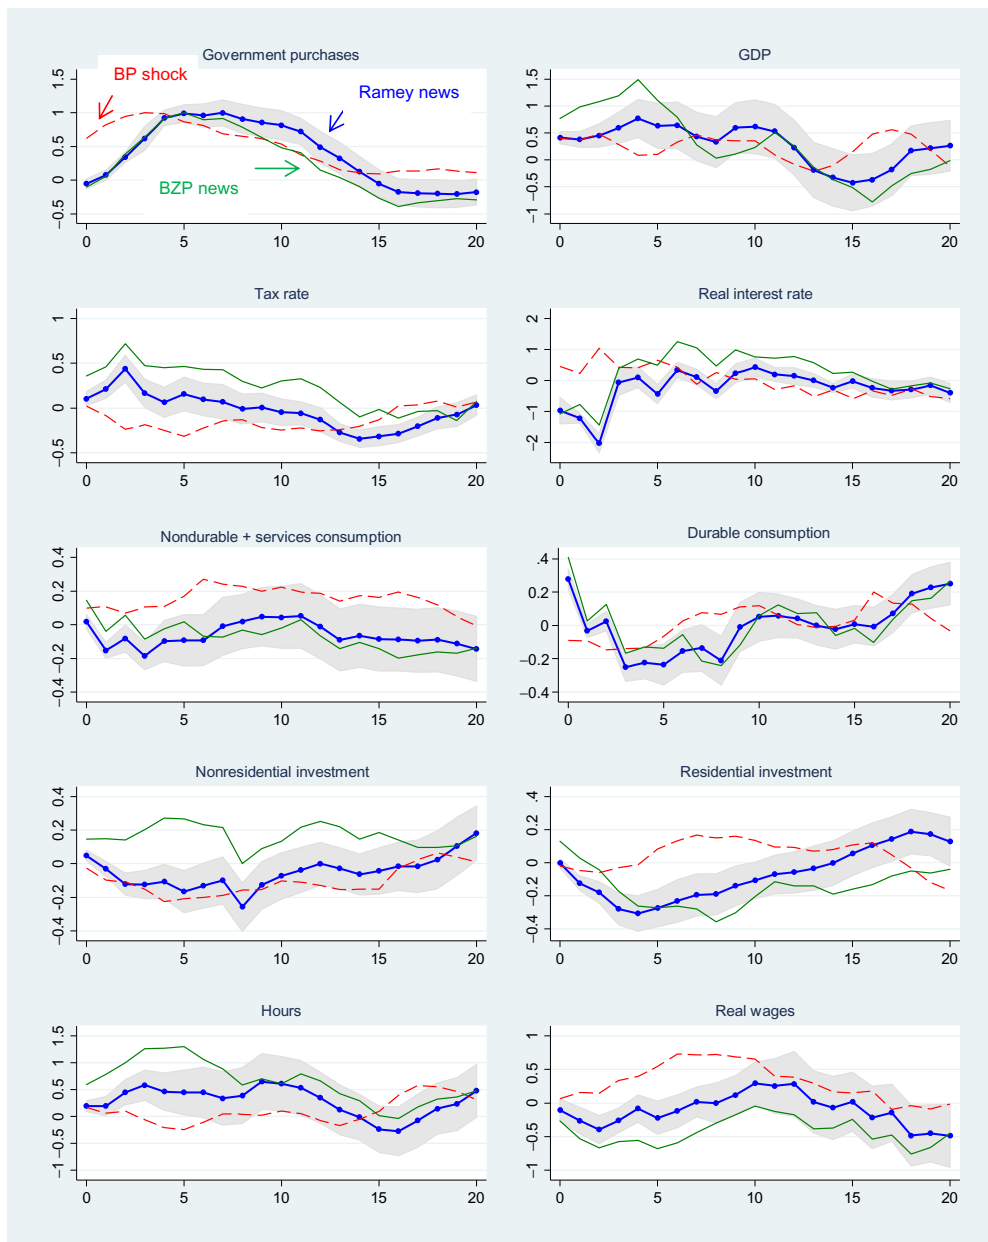 Government purchases
GDP
BP shock
Ramey news
BZP news
1.5
1
0.5
0
−0.5
0 5 10 15 20
1.5
1
0.5
0
−0.5
−1
0 5 10 15 20
Tax rate
Real interest rate
1
0.5
0
−0.5
0 5 10 15 20
2
1
0
−1
−2
0 5 10 15 20
Nondurable + services consumption
Durable consumption
0.4
0.2
0
−0.2
−0.4
0 5 10 15 20
.4
0.2
0
−0.2
−0.4
0 5 10 15 20
Nonresidential investment
Residential investment
0.4
0.2
0
−0.2
−0.4
0 5 10 15 20
.4
0.2
0
−0.2
−0.4
0 5 10 15 20
Hours
Real wages
1.5
1
0.5
0
−0.5
−1
0 5 10 15 20
1
0.5
0
−0.5
−1
0 5 10 15 20